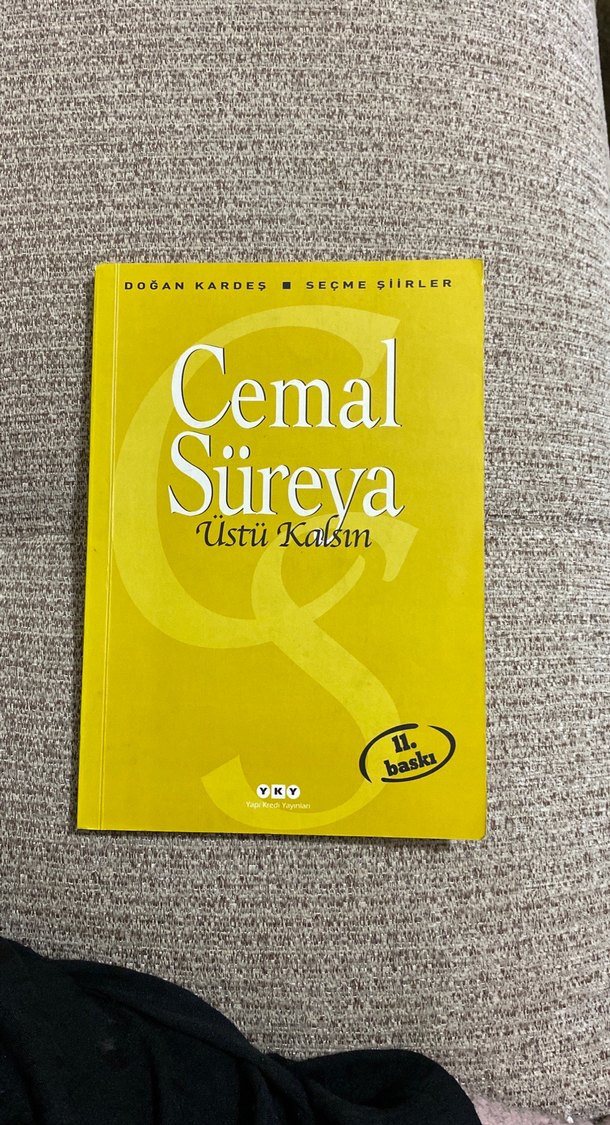 DOĞAN KARDEŞ ■ SEÇME ŞİİRLER
Cemal
Süreya
Üstü Kalsın
11.
baskı
YKY
Yapı Kredi Yayınları